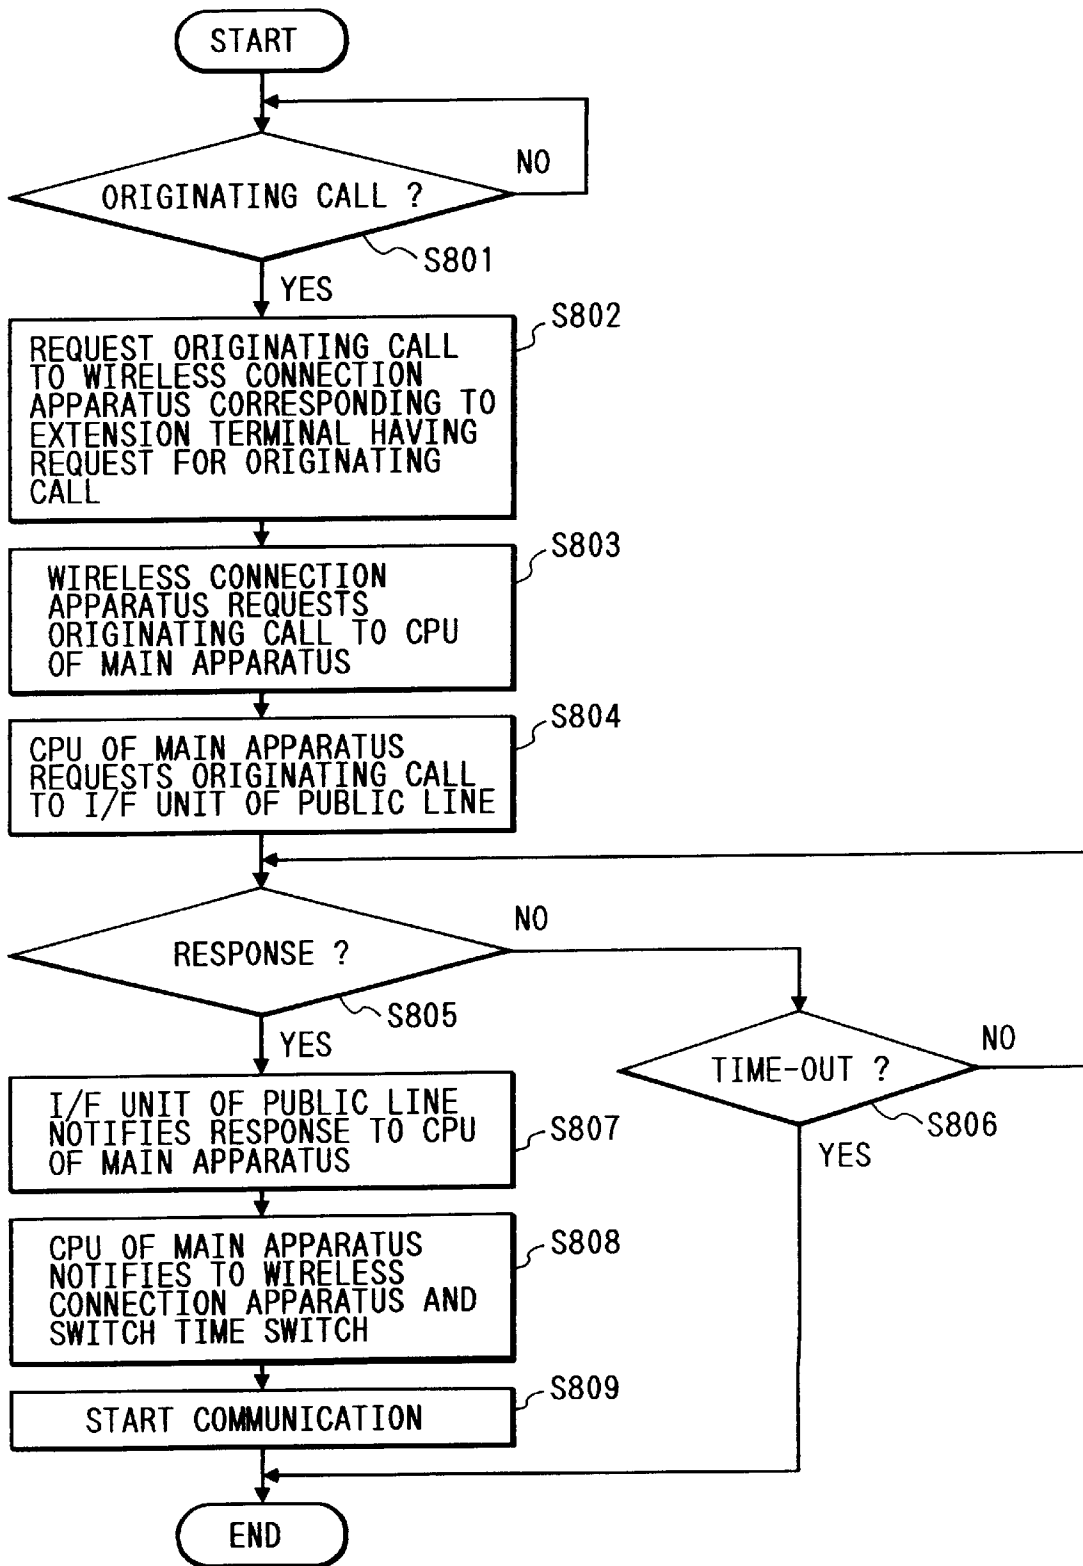 START
NO
ORIGINATING CALL ?
S801
YES
S802
REQUEST ORIGINATING CALL
TO WIRELESS CONNECTION
APPARATUS CORRESPONDING TO
EXTENSION TERMINAL HAVING
REQUEST FOR ORIGINATING
CALL
S803
WIRELESS CONNECTION
APPARATUS REQUESTS
ORIGINATING CALL TO CPU
OF MAIN APPARATUS
S804
CPU OF MAIN APPARATUS
REQUESTS ORIGINATING CALL
TO I/F UNIT OF PUBLIC LINE
NO
RESPONSE ?
S805
YES
NO
TIME-OUT ?
S806
YES
I/F UNIT OF PUBLIC LINE
NOTIFIES RESPONSE TO CPU
OF MAIN APPARATUS
S807
CPU OF MAIN APPARATUS
NOTIFIES TO WIRELESS
CONNECTION APPARATUS AND
SWITCH TIME SWITCH
S808
S809
START COMMUNICATION
END